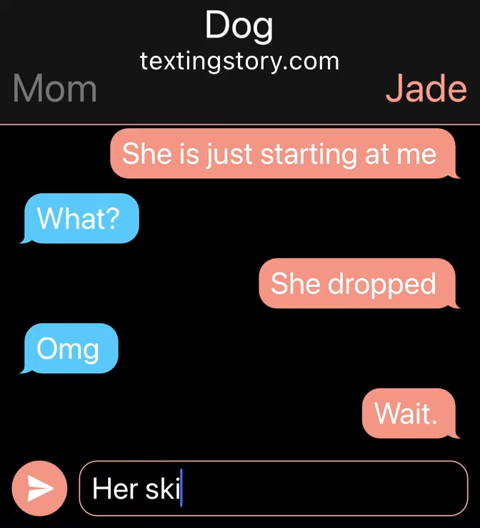 Dog
textingstory.com
Mom
Jade
She is just starting at me
What?
She dropped
Omg
Wait.
Her ski